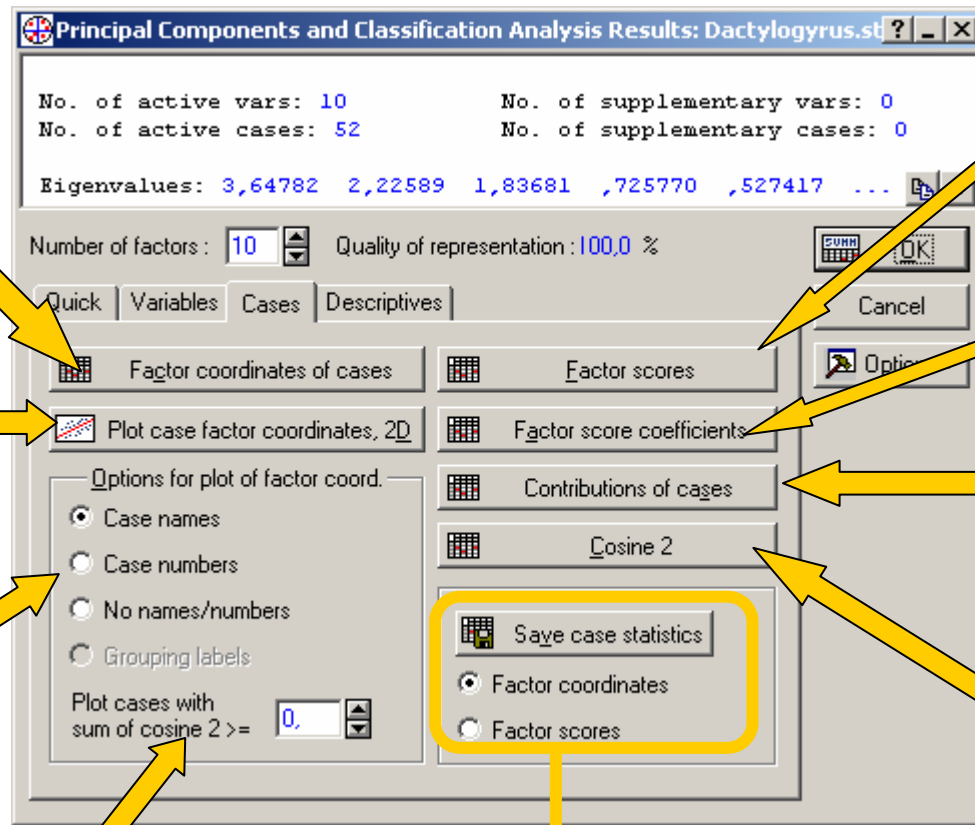 Principal Components and Classification Analysis Results: Dactylogyrus.st
No. of active vars: 10 No. of supplementary vars: 0
No. of active cases: 52 No. of supplementary cases: 0
Eigenvalues: 3,64782 2,22589 1,83681 ,725770 ,527417 ...
Number of factors : 10 Quality of representation : 100,0 %
SUMM OK
Quick Variables Cases Descriptives
Cancel
Factor coordinates of cases Factor scores
Plot case factor coordinates, 2D Factor score coefficients
Options for plot of factor coord.
Contributions of cases
Case names
Cosine 2
Case numbers
No names/numbers
Grouping labels
Plot cases with
sum of cosine 2 >= 0,
Save case statistics
Factor coordinates
Factor scores